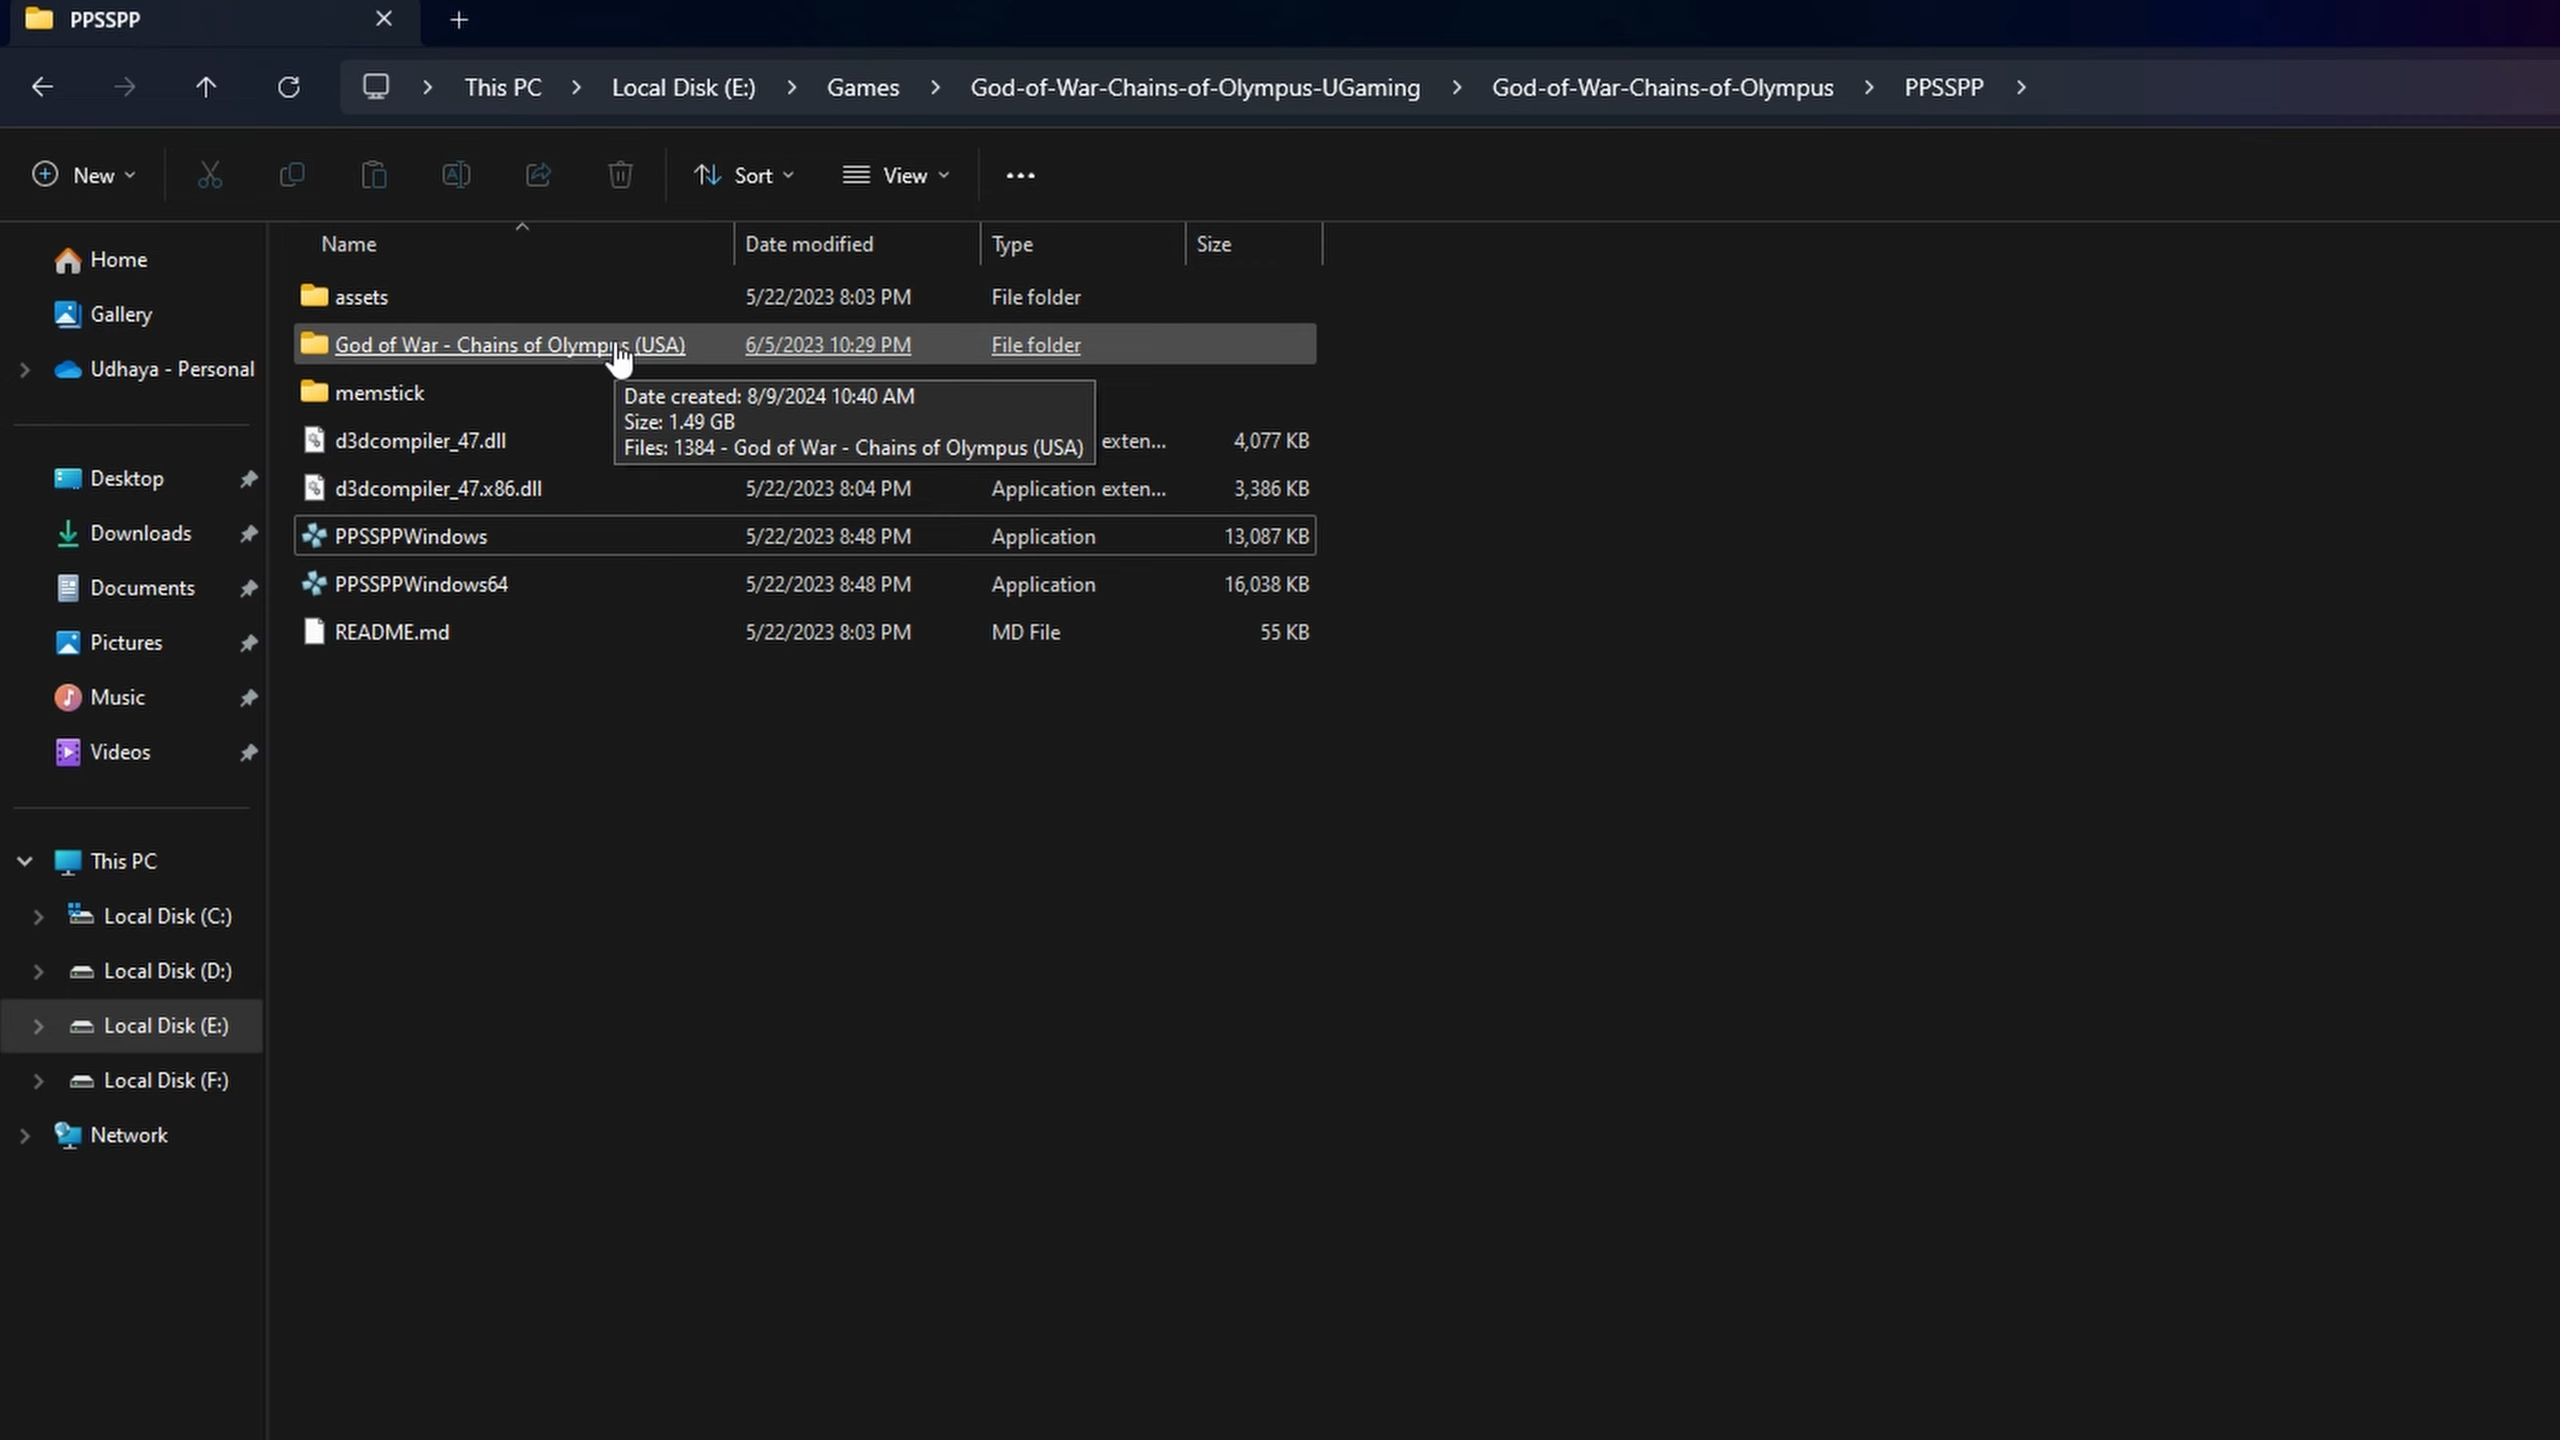 PPSSPP
This PC > Local Disk (E:) > Games > God-of-War-Chains-of-Olympus-UGaming > God-of-War-Chains-of-Olympus > PPSSPP >
New Sort View
Name Date modified Type Size
Home
Gallery
Udhaya - Personal
Desktop
Downloads
Documents
Pictures
Music
Videos
This PC
Local Disk (C:)
Local Disk (D:)
Local Disk (E:)
Local Disk (F:)
Network
assets 5/22/2023 8:03 PM File folder
God of War - Chains of Olympus (USA) 6/5/2023 10:29 PM File folder
memstick
Date created: 8/9/2024 10:40 AM
Size: 1.49 GB
Files: 1384 - God of War - Chains of Olympus (USA)
d3dcompiler_47.dll exten... 4,077 KB
d3dcompiler_47.x86.dll 5/22/2023 8:04 PM Application exten... 3,386 KB
PPSSPPWindows 5/22/2023 8:48 PM Application 13,087 KB
PPSSPPWindows64 5/22/2023 8:48 PM Application 16,038 KB
README.md 5/22/2023 8:03 PM MD File 55 KB